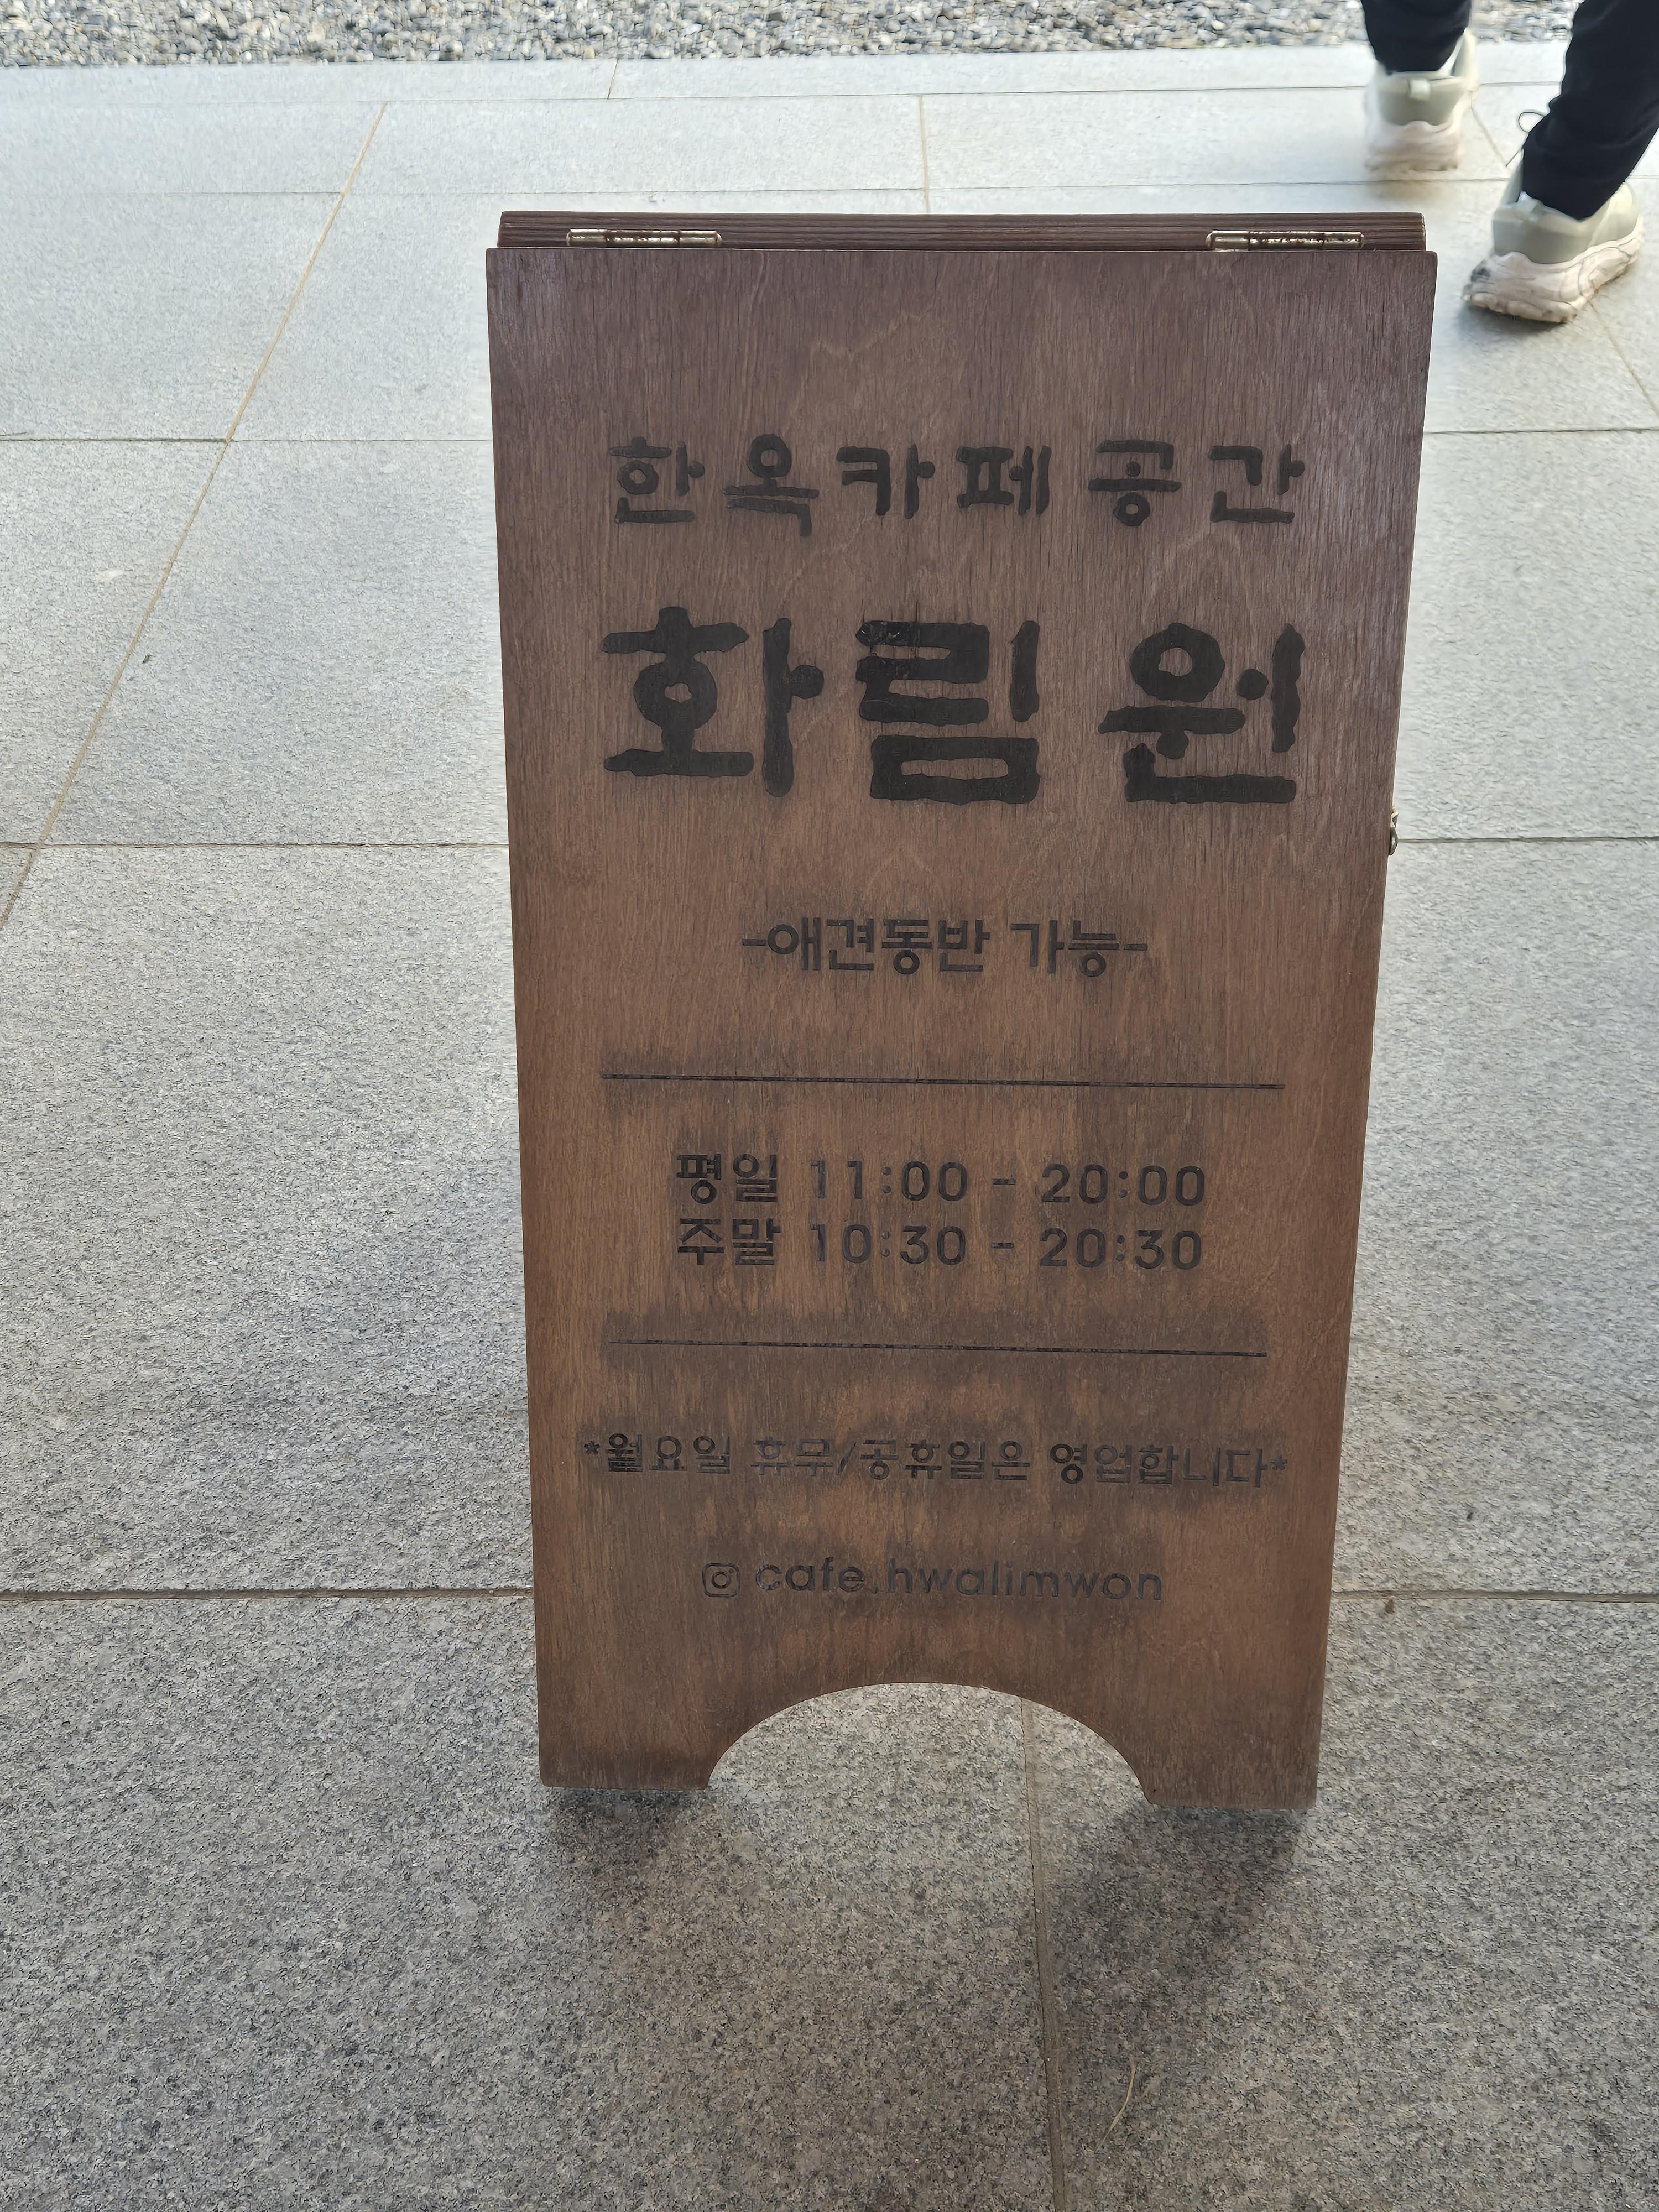 한옥카페 공간
화림원
-애견동반 가능-
평일 11:00 - 20:00
주말 10:30 - 20:30
*월요일 휴무/공휴일은 영업합니다*
cafe.hwalimwon